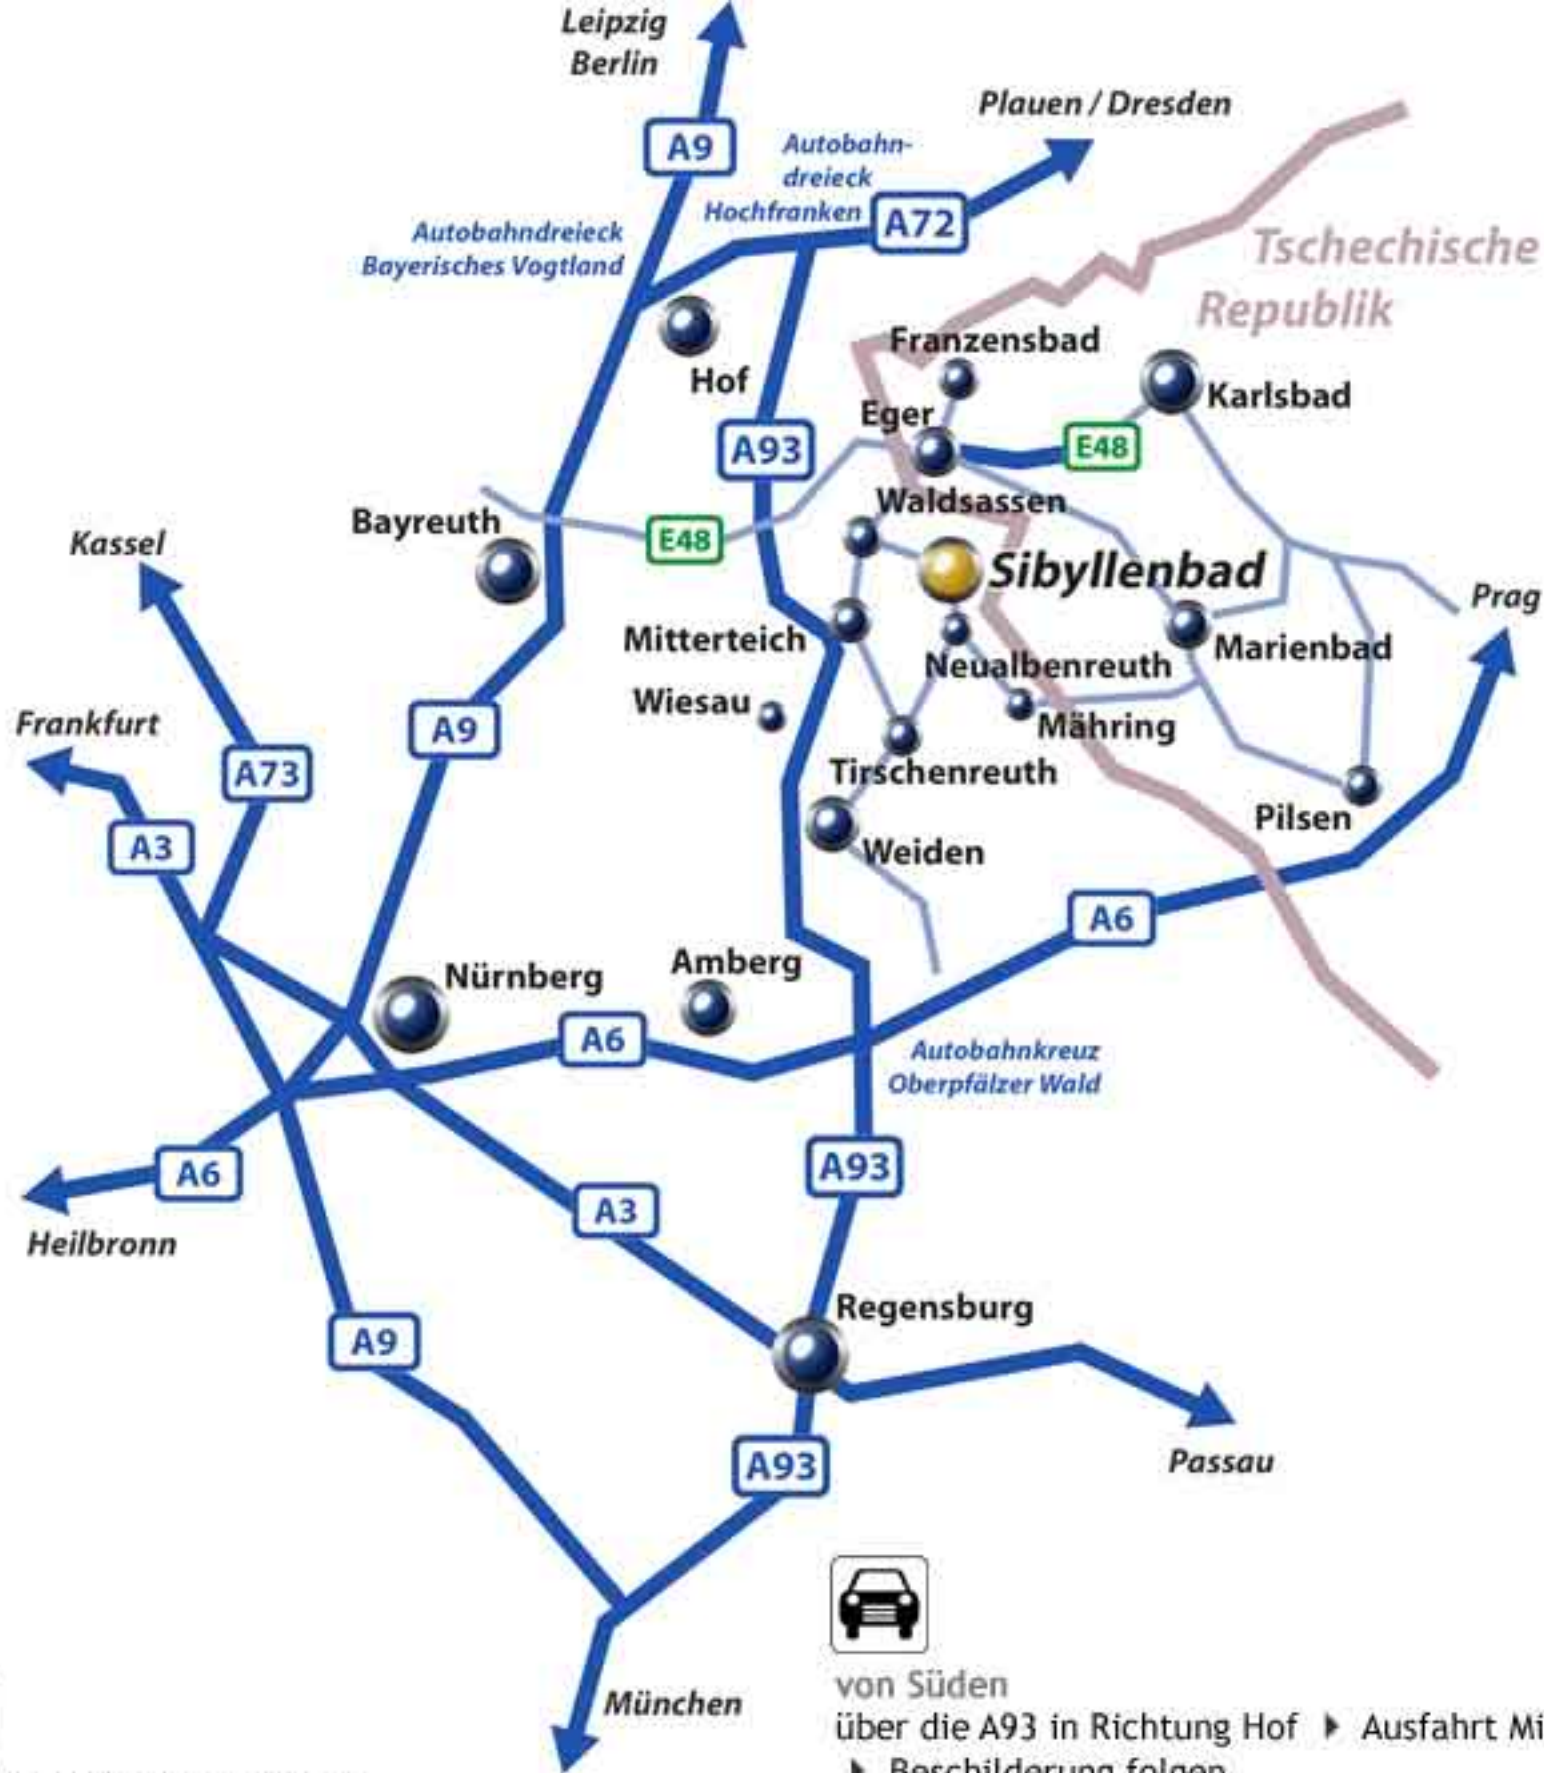 Leipzig
Berlin
Plauen / Dresden
A9
Autobahn-
dreieck
Hochfranken
A72
Autobahndreieck
Bayerisches Vogtland
Tschechische
Republik
Franzensbad
Hof
Karlsbad
Eger
A93
E48
Waldsassen
Bayreuth
E48
Kassel
Sibyllenbad
Prag
Mitterteich
Marienbad
Neualbenreuth
Wiesau
Frankfurt
A9
Mähring
A73
Tirschenreuth
Pilsen
A3
Weiden
A6
Amberg
Nürnberg
A6
Autobahnkreuz
Oberpfälzer Wald
A93
A6
A3
Heilbronn
Regensburg
A9
Passau
A93
München
von Süden
über die A93 in Richtung Hof ▶ Ausfahrt Mi
▶ Beschilderung folgen